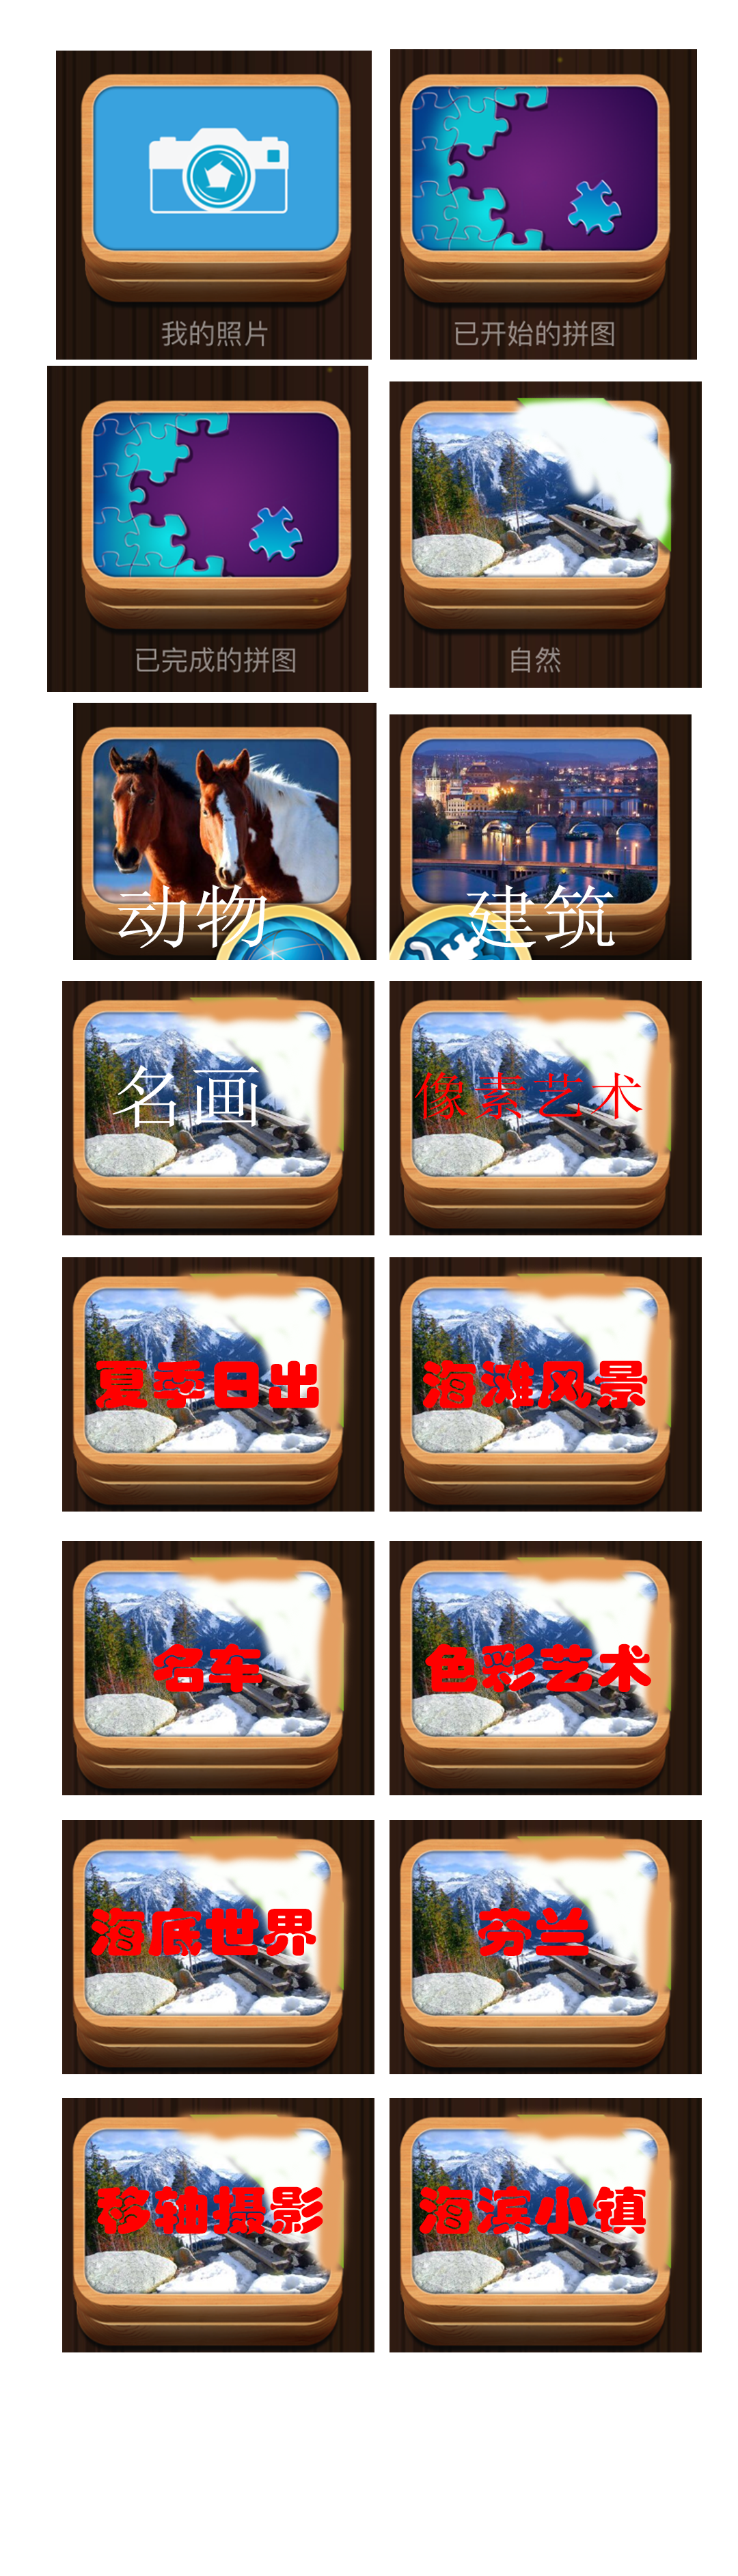 我的照片
已开始的拼图
已完成的拼图
自然
动物
建筑
名画
像素艺术
夏季日出
海滩风景
名车
色彩艺术
海底世界
芬兰
移轴摄影
海滨小镇